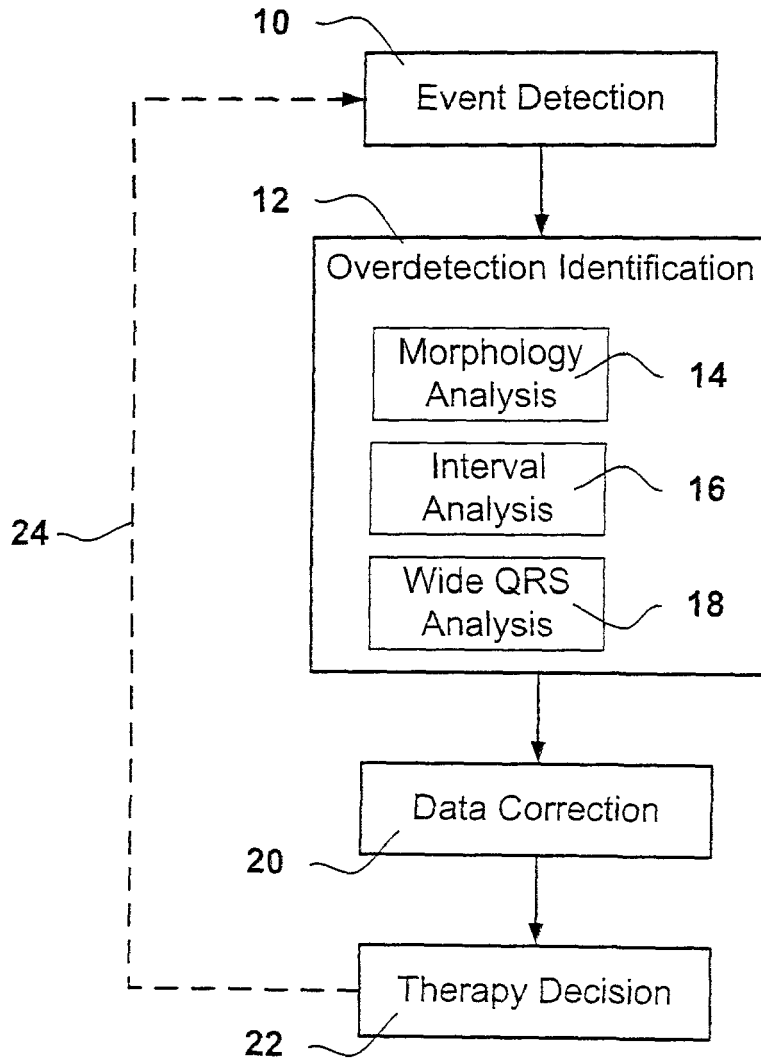 10
Event Detection
12
Overdetection Identification
Morphology
Analysis
14
Interval
Analysis
16
24
Wide QRS
Analysis
18
Data Correction
20
Therapy Decision
22